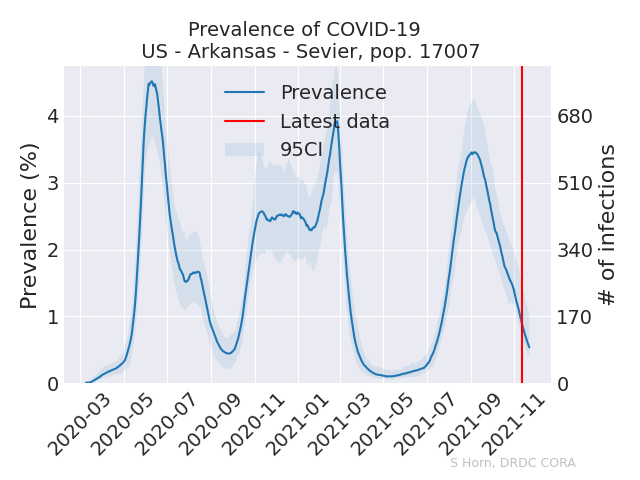 Prevalence of COVID-19
US - Arkansas - Sevier, pop. 17007
Prevalence
Latest data
95CI
Prevalence (%)
4
3
2
1
0
# of infections
680
510
340
170
0
2020-03
2020-05
2020-07
2020-09
2020-11
2021-01
2021-03
2021-05
2021-07
2021-09
2021-11
S Horn, DRDC CORA